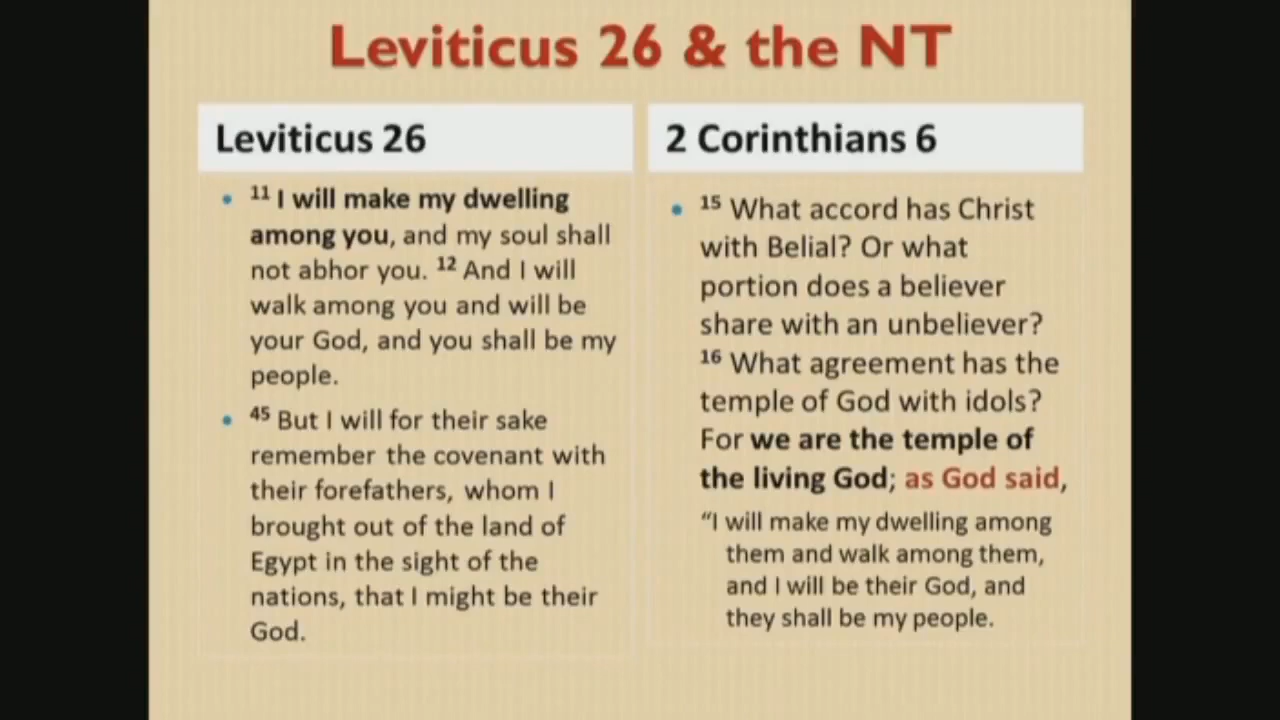 Leviticus 26 & the NT
Leviticus 26
• ¹¹ I will make my dwelling
among you, and my soul shall
not abhor you. ¹² And I will
walk among you and will be
your God, and you shall be my
people.
• ⁴⁵ But I will for their sake
remember the covenant with
their forefathers, whom I
brought out of the land of
Egypt in the sight of the
nations, that I might be their
God.
2 Corinthians 6
• ¹⁵ What accord has Christ
with Belial? Or what
portion does a believer
share with an unbeliever?
¹⁶ What agreement has the
temple of God with idols?
For we are the temple of
the living God; as God said,
“I will make my dwelling among
them and walk among them,
and I will be their God, and
they shall be my people.